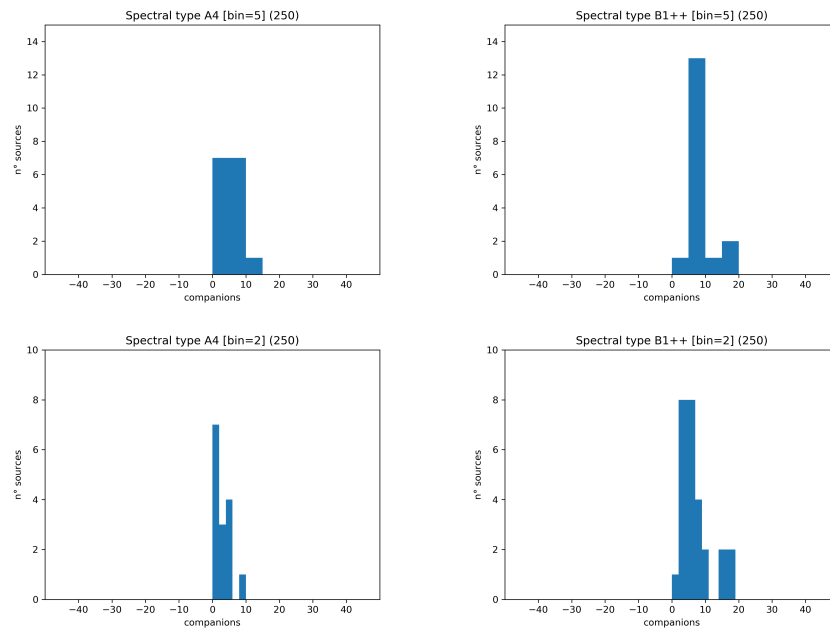 Spectral type A4 [bin=5] (250)
n° sources
14
12
10
8
6
4
2
0
−40 −30 −20 −10 0 10 20 30 40
companions
Spectral type B1++ [bin=5] (250)
n° sources
14
12
10
8
6
4
2
0
−40 −30 −20 −10 0 10 20 30 40
companions
Spectral type A4 [bin=2] (250)
n° sources
10
8
6
4
2
0
−40 −30 −20 −10 0 10 20 30 40
companions
Spectral type B1++ [bin=2] (250)
n° sources
10
8
6
4
2
0
−40 −30 −20 −10 0 10 20 30 40
companions